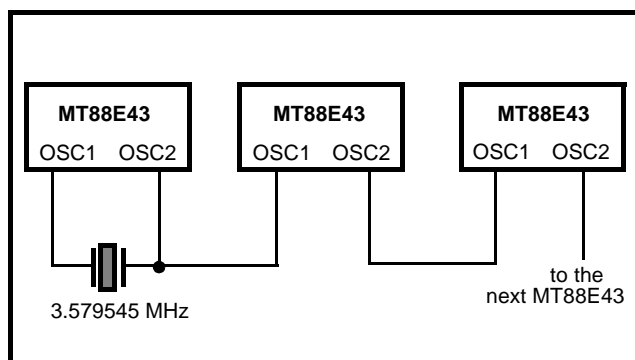 MT88E43 MT88E43 MT88E43
OSC1 OSC2 OSC1 OSC2 OSC1 OSC2
3.579545 MHz
to the
next MT88E43